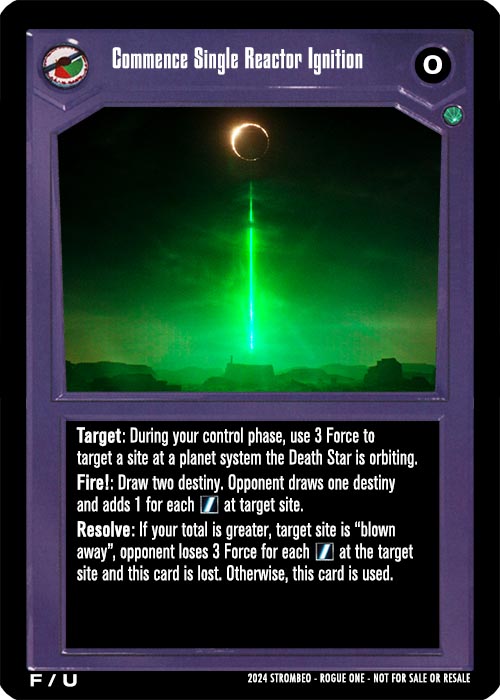 Commence Single Reactor Ignition
0
Target: During your control phase, use 3 Force to
target a site at a planet system the Death Star is orbiting.
Fire!: Draw two destiny. Opponent draws one destiny
and adds 1 for each at target site.
Resolve: If your total is greater, target site is “blown
away”, opponent loses 3 Force for each at the target
site and this card is lost. Otherwise, this card is used.
F / U
2024 STROMBEO - ROGUE ONE - NOT FOR SALE OR RESALE